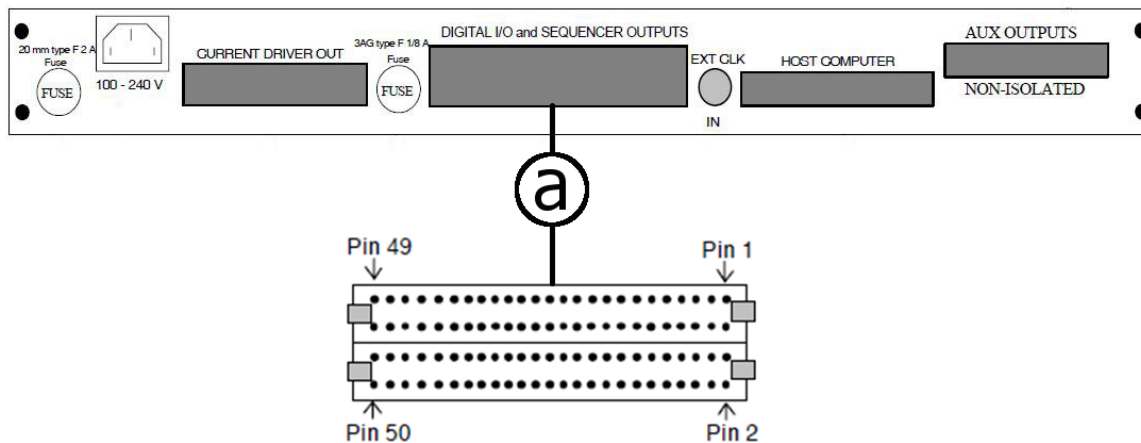 20 mm type F 2 A
Fuse
FUSE
100 - 240 V
CURRENT DRIVER OUT
3AG type F 1/8 A
Fuse
FUSE
DIGITAL I/O and SEQUENCER OUTPUTS
EXT CLK
IN
HOST COMPUTER
AUX OUTPUTS
NON-ISOLATED
a
Pin 49
Pin 1
Pin 50
Pin 2